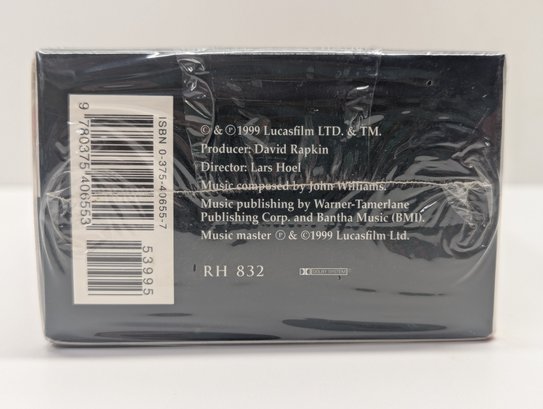 ISBN 0-375-40655-7
9 780375 406553
53995
© & ℗1999 Lucasfilm LTD. & TM.
Producer: David Rapkin
Director: Lars Hoel
Music composed by John Williams.
Music publishing by Warner-Tamerlane
Publishing Corp. and Bantha Music (BMI).
Music master ℗ & ©1999 Lucasfilm Ltd.
RH 832
DOLBY SYSTEM